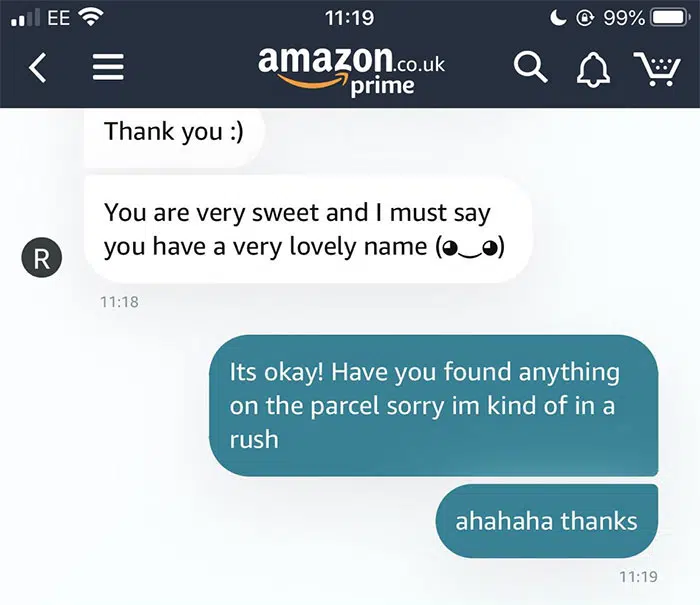 EE 11:19 99%
amazon.co.uk
prime
Thank you :)
You are very sweet and I must say
you have a very lovely name (◕‿◕)
R
11:18
Its okay! Have you found anything
on the parcel sorry im kind of in a
rush
ahahaha thanks
11:19